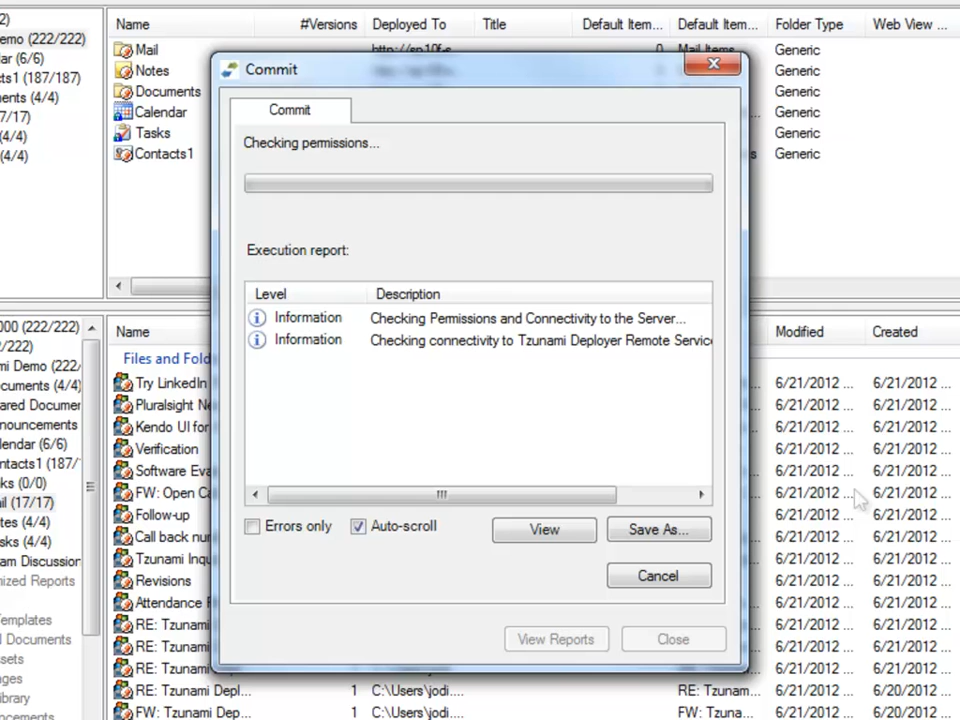 2)
emo (222/222)
ar (6/6)
cts1 (187/187)
ents (4/4)
7/17)
(4/4)
(4/4)
Name #Versions Deployed To Title Default Item... Default Item... Folder Type Web View ...
Mail http://sp10f-s 0 Mail Items Generic
Notes Generic
Documents Generic
Calendar Generic
Tasks Generic
Contacts1 Generic
Commit
Commit
Checking permissions...
Execution report:
Level Description
Information Checking Permissions and Connectivity to the Server...
Information Checking connectivity to Tzunami Deployer Remote Servic
Errors only Auto-scroll View Save As...
Cancel
View Reports Close
000 (222/222)
/222)
mi Demo (222/
cuments (4/4)
ared Documer
nouncements
lendar (6/6)
ntacts1 (187/
ks (0/0)
il (17/17)
tes (4/4)
sks (4/4)
am Discussion
nized Reports
emplates
l Documents
sets
ges
ibrary
ncements
Name Modified Created
Files and Fold
Try LinkedIn 6/21/2012 ... 6/21/2012 ...
Pluralsight Ne 6/21/2012 ... 6/21/2012 ...
Kendo UI for 6/21/2012 ... 6/21/2012 ...
Verification 6/21/2012 ... 6/21/2012 ...
Software Eva 6/21/2012 ... 6/21/2012 ...
FW: Open Ca 6/21/2012 ... 6/21/2012 ...
Follow-up 6/21/2012 ... 6/21/2012 ...
Call back nur 6/21/2012 ... 6/21/2012 ...
Tzunami Inqu 6/21/2012 ... 6/21/2012 ...
Revisions 6/21/2012 ... 6/21/2012 ...
Attendance F 6/21/2012 ... 6/21/2012 ...
RE: Tzunami 6/21/2012 ... 6/21/2012 ...
RE: Tzunami 6/21/2012 ... 6/21/2012 ...
RE: Tzunami 6/21/2012 ... 6/21/2012 ...
RE: Tzunami Depl... 1 C:\Users\jodi.... RE: Tzunam... 6/21/2012 ... 6/20/2012 ...
FW: Tzunami Dep... 1 C:\Users\jodi.... FW: Tzuna... 6/21/2012 ... 6/20/2012 ...